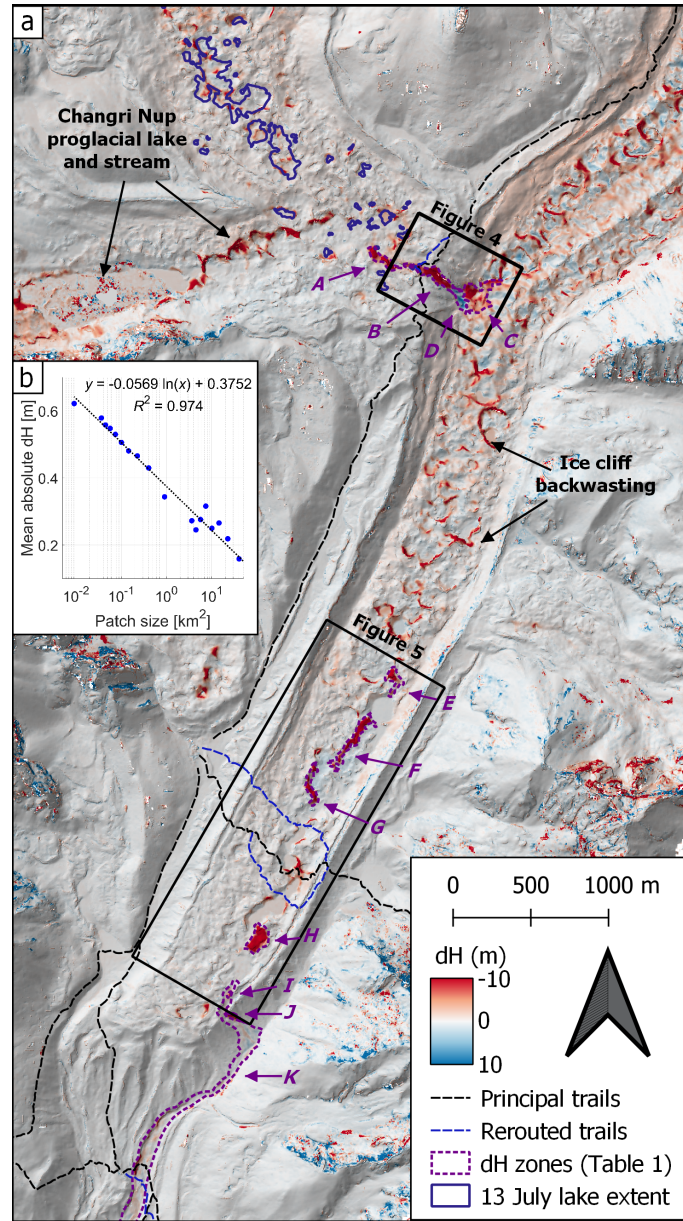 a
Changri Nup
proglacial lake
and stream
Figure 4
A
B
D
C
b
y = -0.0569 ln(x) + 0.3752
R² = 0.974
Mean absolute dH [m]
0.6
0.4
0.2
10⁻² 10⁻¹ 10⁰ 10¹
Patch size [km²]
Ice cliff
backwasting
Figure 5
E
F
G
H
I
J
K
0 500 1000 m
dH (m)
-10
0
10
Principal trails
Rerouted trails
dH zones (Table 1)
13 July lake extent